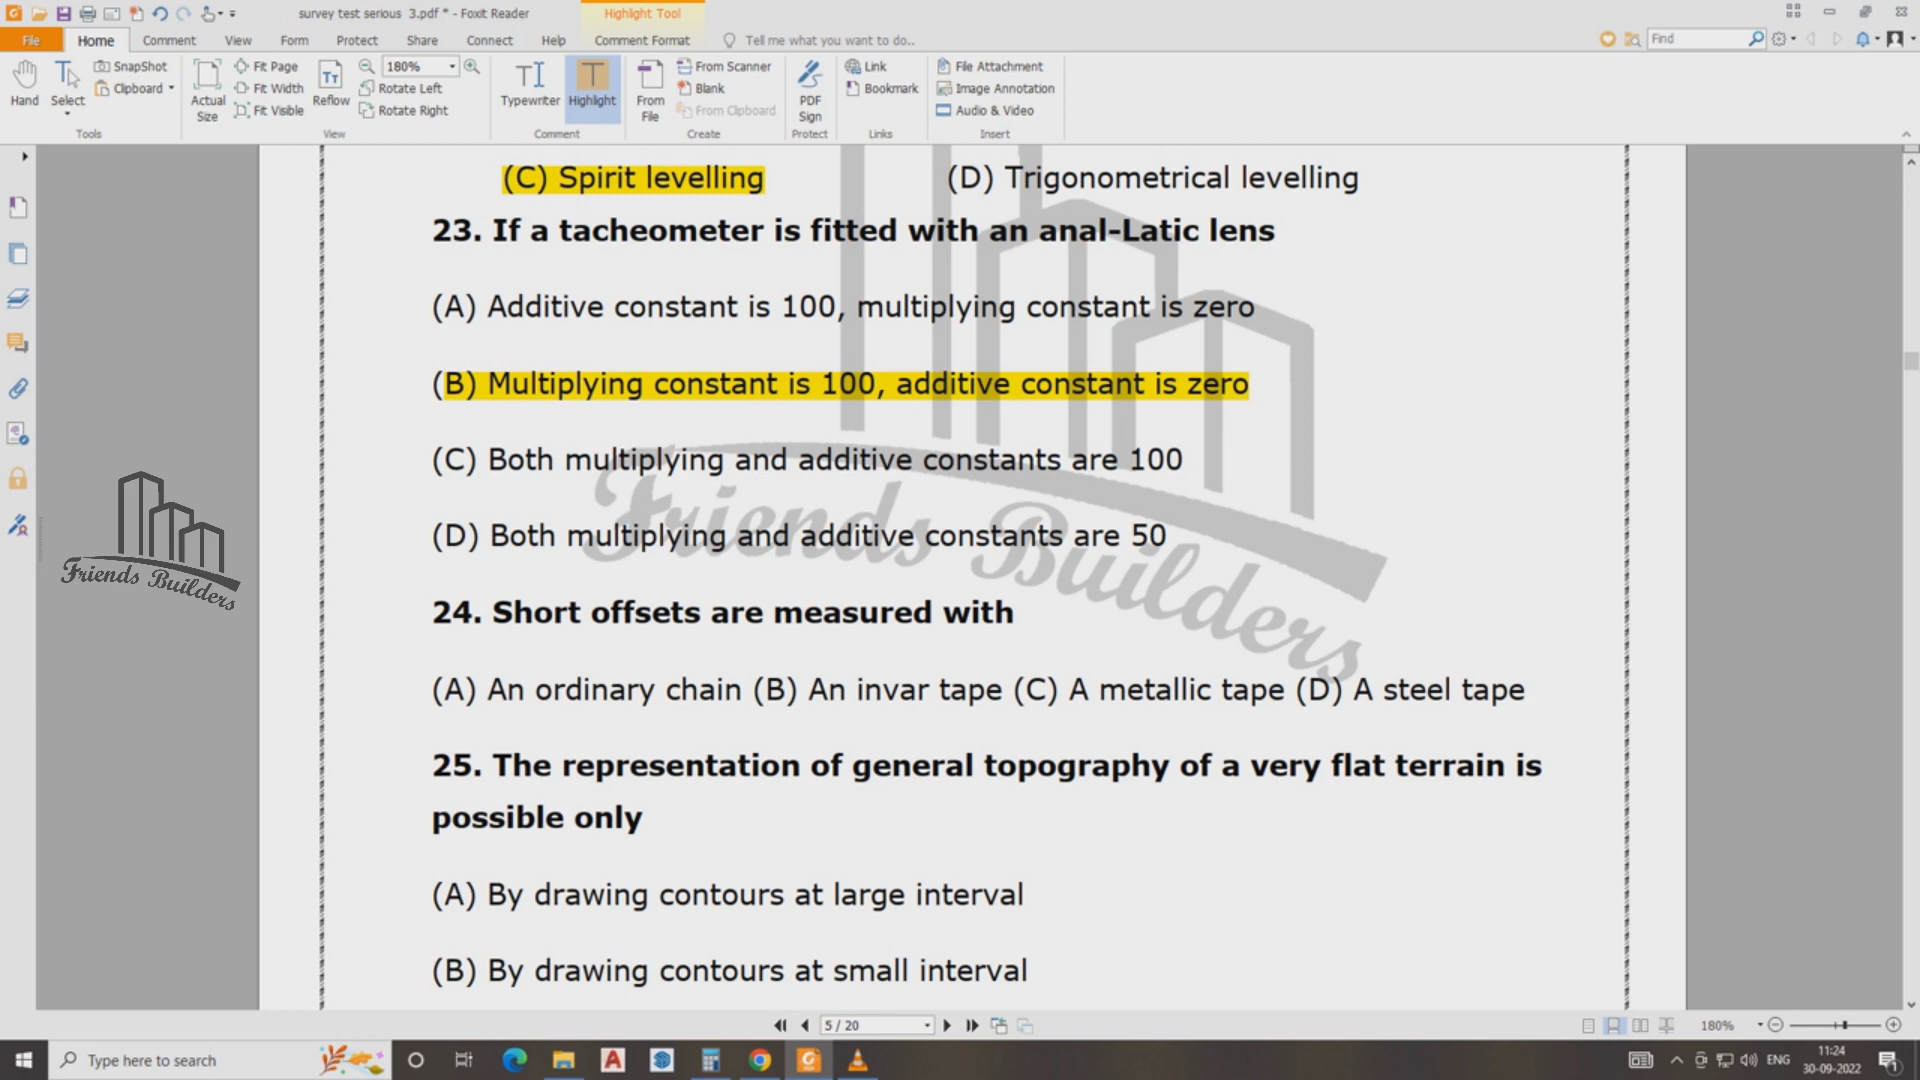 survey test serious 3.pdf * - Foxit Reader
Highlight Tool
File Home Comment View Form Protect Share Connect Help Comment Format Tell me what you want to do.. Find
Hand Select SnapShot Clipboard Actual Size Fit Page Fit Width Fit Visible Reflow 180% Rotate Left Rotate Right Typewriter Highlight From File From Scanner Blank From Clipboard PDF Sign Link Bookmark File Attachment Image Annotation Audio & Video
Tools View Comment Create Protect Links Insert
(C) Spirit levelling (D) Trigonometrical levelling
23. If a tacheometer is fitted with an anal-Latic lens
(A) Additive constant is 100, multiplying constant is zero
(B) Multiplying constant is 100, additive constant is zero
(C) Both multiplying and additive constants are 100
(D) Both multiplying and additive constants are 50
Friends Builders
Friends Builders
24. Short offsets are measured with
(A) An ordinary chain (B) An invar tape (C) A metallic tape (D) A steel tape
25. The representation of general topography of a very flat terrain is
possible only
(A) By drawing contours at large interval
(B) By drawing contours at small interval
5 / 20 180%
Type here to search ENG 11:24
30-09-2022